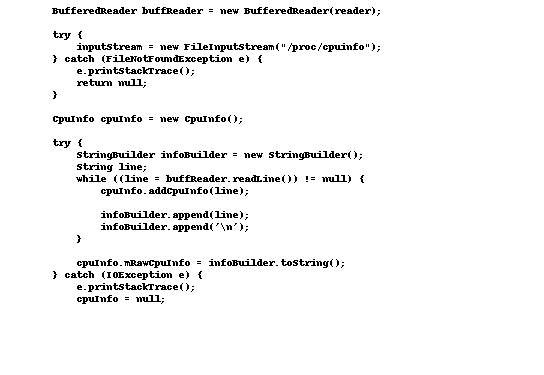 BufferedReader buffReader = new BufferedReader(reader);
try {
inputStream = new FileInputStream("/proc/cpuinfo");
} catch (FileNotFoundException e) {
e.printStackTrace();
return null;
}
CpuInfo cpuInfo = new CpuInfo();
try {
StringBuilder infoBuilder = new StringBuilder();
String line;
while ((line = buffReader.readLine()) != null) {
cpuInfo.addCpuInfo(line);
infoBuilder.append(line);
infoBuilder.append('\n');
}
cpuInfo.mRawCpuInfo = infoBuilder.toString();
} catch (IOException e) {
e.printStackTrace();
cpuInfo = null;